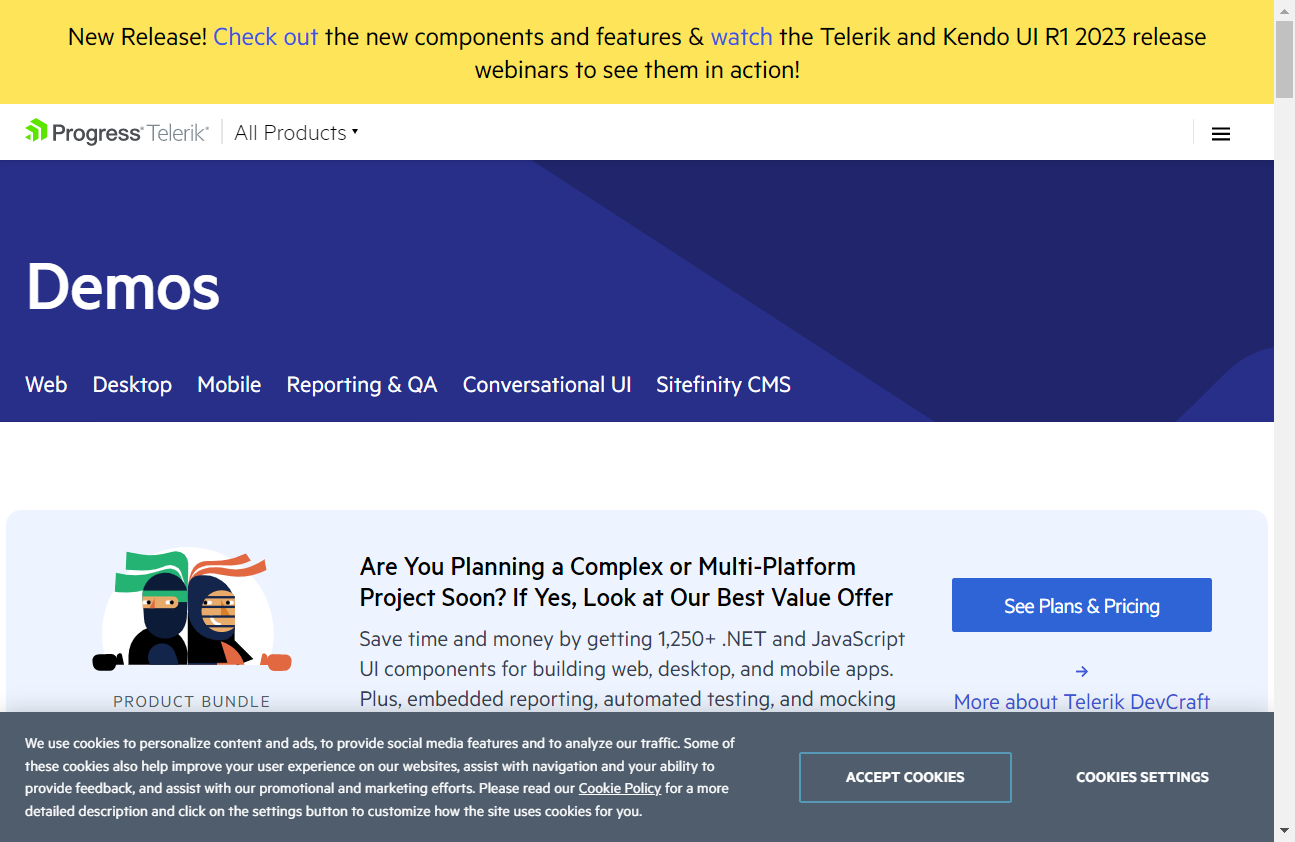 New Release! Check out the new components and features & watch the Telerik and Kendo UI R1 2023 release
webinars to see them in action!
Progress Telerik All Products
Demos
Web Desktop Mobile Reporting & QA Conversational UI Sitefinity CMS
Are You Planning a Complex or Multi-Platform
Project Soon? If Yes, Look at Our Best Value Offer
Save time and money by getting 1,250+ .NET and JavaScript
UI components for building web, desktop, and mobile apps.
Plus, embedded reporting, automated testing, and mocking
PRODUCT BUNDLE
See Plans & Pricing
More about Telerik DevCraft
We use cookies to personalize content and ads, to provide social media features and to analyze our traffic. Some of
these cookies also help improve your user experience on our websites, assist with navigation and your ability to
provide feedback, and assist with our promotional and marketing efforts. Please read our Cookie Policy for a more
detailed description and click on the settings button to customize how the site uses cookies for you.
ACCEPT COOKIES
COOKIES SETTINGS